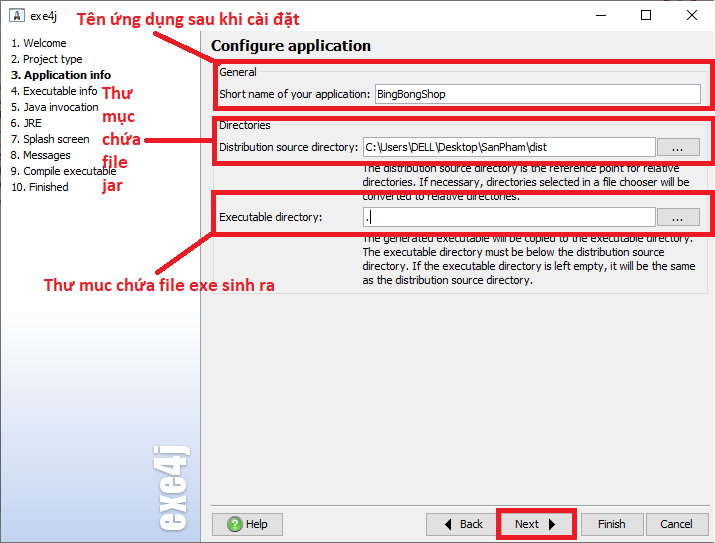 exe4j
Tên ứng dụng sau khi cài đặt
1. Welcome
2. Project type
3. Application info
4. Executable info
5. Java invocation
6. JRE
7. Splash screen
8. Messages
9. Compile executable
10. Finished
Thư
mục
chứa
file
jar
Configure application
General
Short name of your application: BingBongShop
Directories
Distribution source directory: C:\Users\DELL\Desktop\SanPham\dist ...
The distribution source directory is the reference point for relative
directories. If necessary, directories selected in a file chooser will be
converted to relative directories.
Executable directory: . ...
The generated executable will be copied to the executable directory.
The executable directory must be below the distribution source
directory. If the executable directory is left empty, it will be the same
as the distribution source directory.
Thư muc chứa file exe sinh ra
exe4j
Help
Back
Next
Finish
Cancel